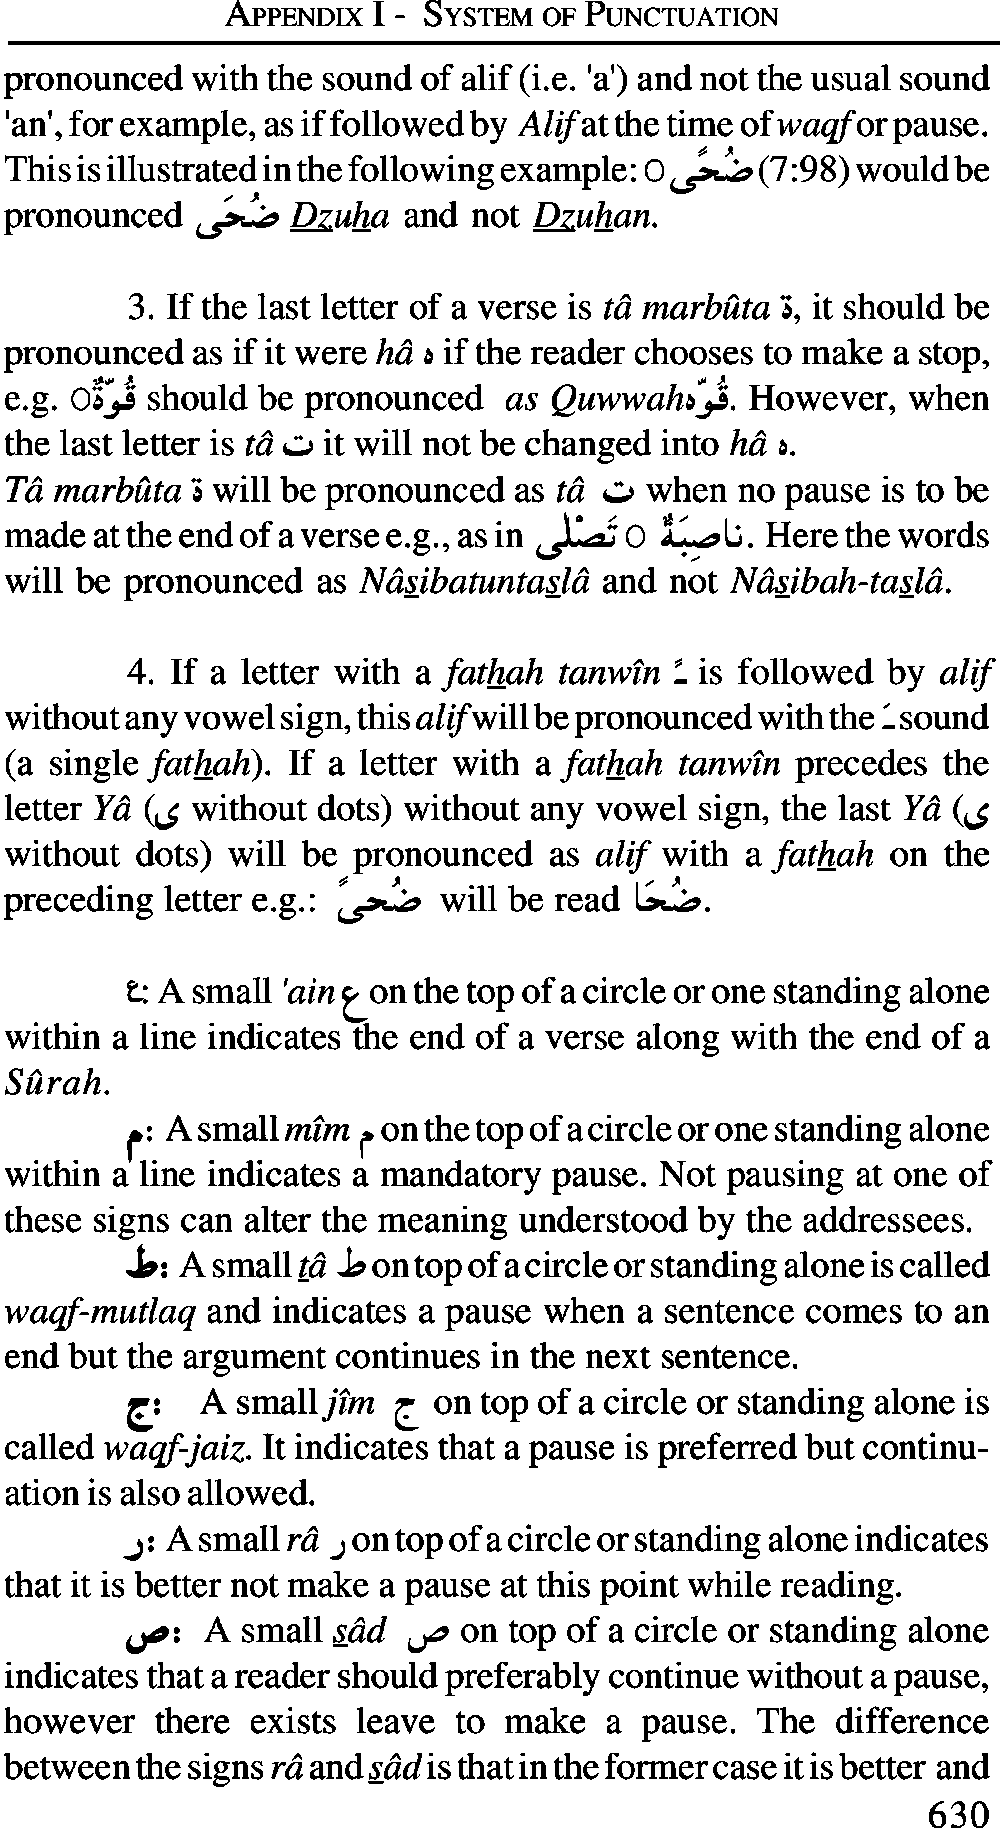 APPENDIX I - SYSTEM OF PUNCTUATION
pronounced with the sound of alif (i.e. 'a') and not the usual sound
'an', for example, as if followed by Alif at the time of waqf or pause.
This is illustrated in the following example: O ضُحًى (7:98) would be
pronounced ضُحَى Dzuha and not Dzuhan.
3. If the last letter of a verse is tâ marbûta ة, it should be
pronounced as if it were hâ ه if the reader chooses to make a stop,
e.g. Oقُوَّةٌ should be pronounced as Quwwah قُوَّه. However, when
the last letter is tâ ت it will not be changed into hâ ه.
Tâ marbûta ة will be pronounced as tâ ت when no pause is to be
made at the end of a verse e.g., as in ناصِبَةٌ O تَصْلٰى. Here the words
will be pronounced as Nâsibatuntaslâ and not Nâsibah-taslâ.
4. If a letter with a fathah tanwîn ـً is followed by alif
without any vowel sign, this alif will be pronounced with the ـَ sound
(a single fathah). If a letter with a fathah tanwîn precedes the
letter Yâ (ى without dots) without any vowel sign, the last Yâ (ى
without dots) will be pronounced as alif with a fathah on the
preceding letter e.g.: ضُحىً will be read ضُحَا.
ع: A small 'ain ع on the top of a circle or one standing alone
within a line indicates the end of a verse along with the end of a
Sûrah.
م: A small mîm م on the top of a circle or one standing alone
within a line indicates a mandatory pause. Not pausing at one of
these signs can alter the meaning understood by the addressees.
ط: A small tâ ط on top of a circle or standing alone is called
waqf-mutlaq and indicates a pause when a sentence comes to an
end but the argument continues in the next sentence.
ج: A small jîm ج on top of a circle or standing alone is
called waqf-jaiz. It indicates that a pause is preferred but continu-
ation is also allowed.
ر: A small râ ر on top of a circle or standing alone indicates
that it is better not make a pause at this point while reading.
ص: A small sâd ص on top of a circle or standing alone
indicates that a reader should preferably continue without a pause,
however there exists leave to make a pause. The difference
between the signs râ and sâd is that in the former case it is better and
630